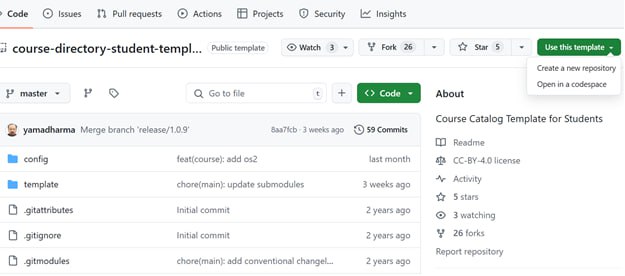 Code Issues Pull requests Actions Projects Security Insights
course-directory-student-templ... Public template Watch 3 Fork 26 Star 5 Use this template
Create a new repository
Open in a codespace
master Go to file t + Code
About
Course Catalog Template for Students
yamadharma Merge branch 'release/1.0.9' 8aa7fcb · 3 weeks ago 59 Commits
config feat(course): add os2 last month
template chore(main): update submodules 3 weeks ago
.gitattributes Initial commit 2 years ago
.gitignore Initial commit 2 years ago
.gitmodules chore(main): add conventional changel... 2 years ago
Readme
CC-BY-4.0 license
Activity
5 stars
3 watching
26 forks
Report repository